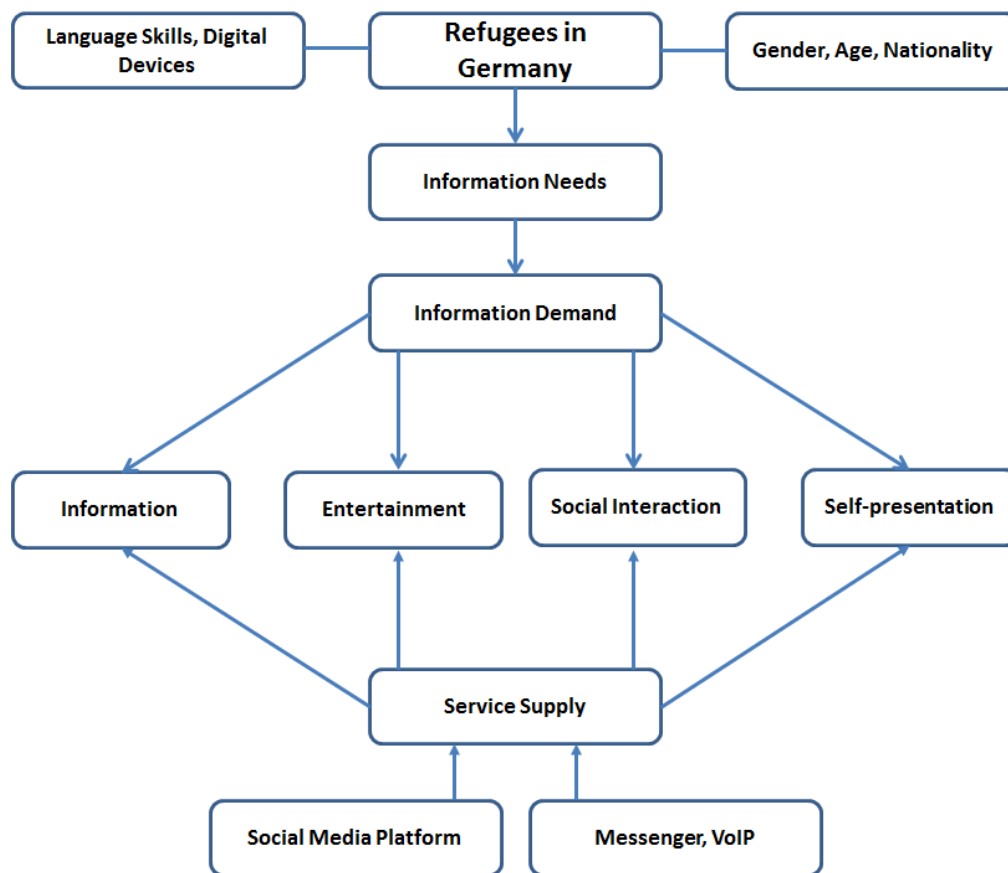 Language Skills, Digital
Devices
Refugees in
Germany
Gender, Age, Nationality
Information Needs
Information Demand
Information
Entertainment
Social Interaction
Self-presentation
Service Supply
Social Media Platform
Messenger, VoIP